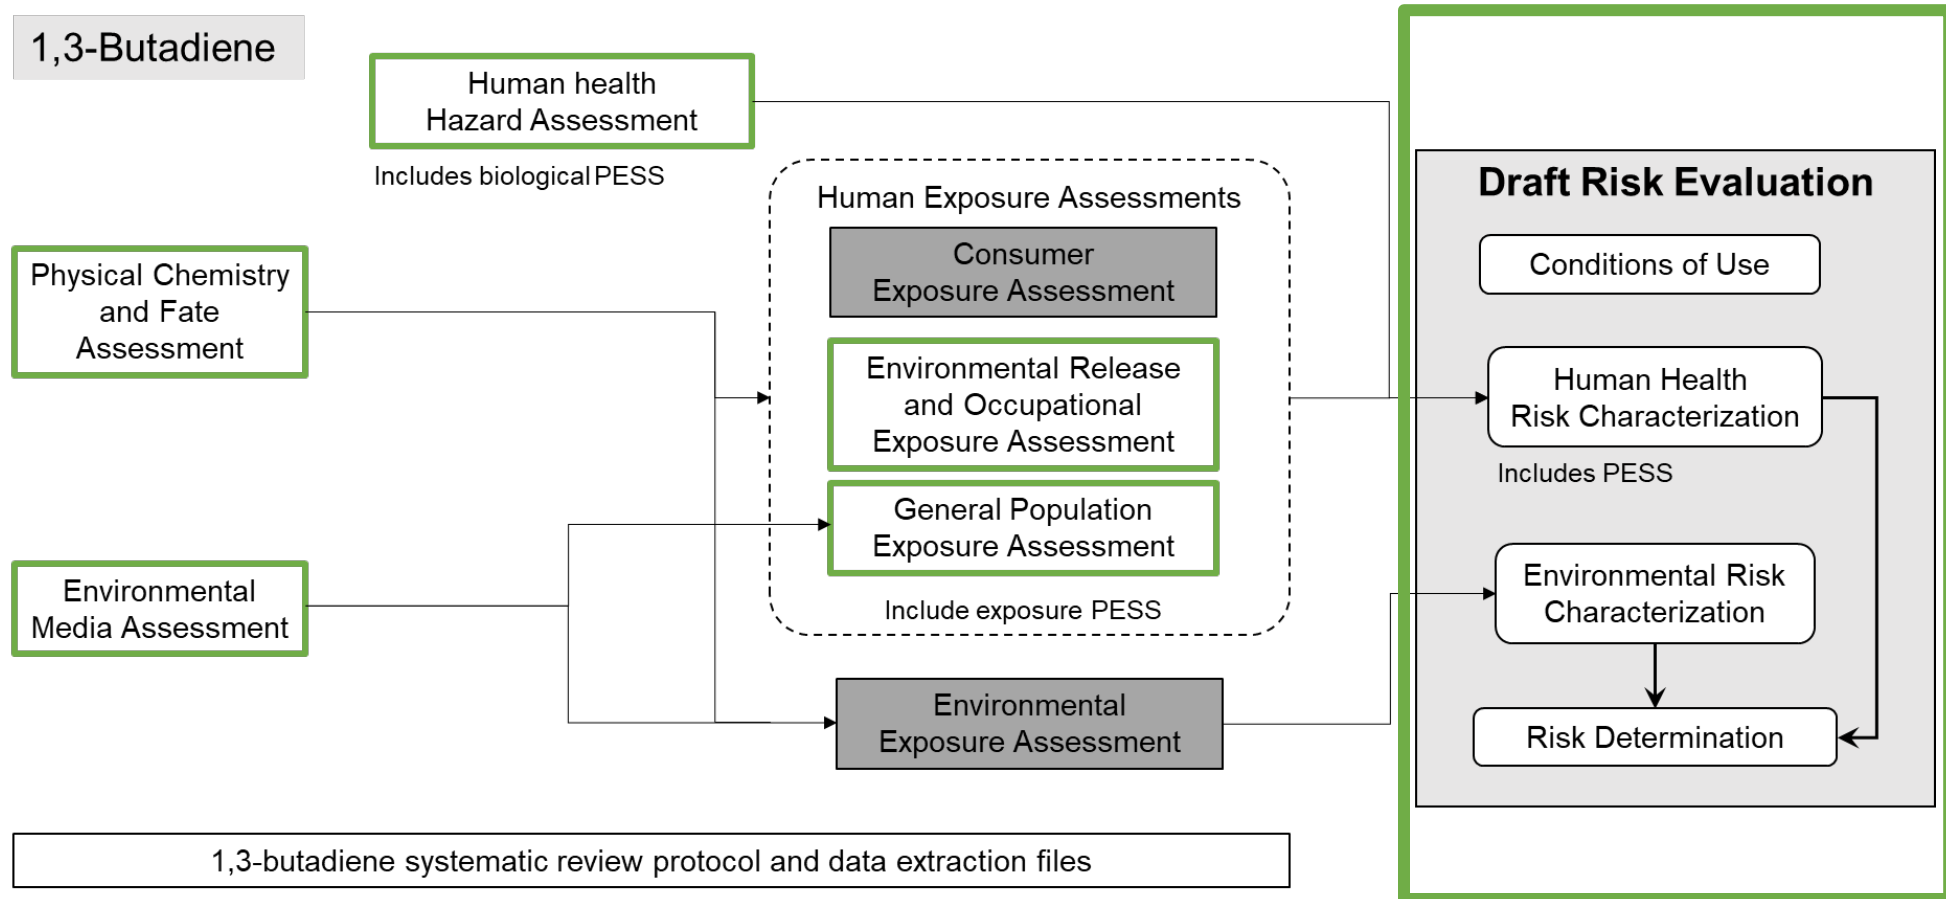 1,3-Butadiene
Human health
Hazard Assessment
Includes biological PESS
Physical Chemistry
and Fate
Assessment
Environmental
Media Assessment
Human Exposure Assessments
Consumer
Exposure Assessment
Environmental Release
and Occupational
Exposure Assessment
General Population
Exposure Assessment
Include exposure PESS
Environmental
Exposure Assessment
Draft Risk Evaluation
Conditions of Use
Human Health
Risk Characterization
Includes PESS
Environmental Risk
Characterization
Risk Determination
1,3-butadiene systematic review protocol and data extraction files